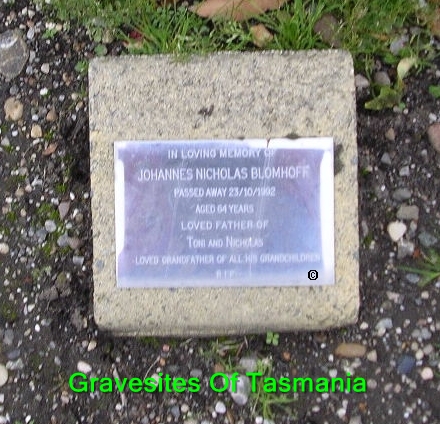 IN LOVING MEMORY OF
JOHANNES NICHOLAS BLOMHOFF
PASSED AWAY 23/10/1992
AGED 64 YEARS
LOVED FATHER OF
TONI AND NICHOLAS
LOVED GRANDFATHER OF ALL HIS GRANDCHILDREN
R.I.P.
©
Gravesites Of Tasmania